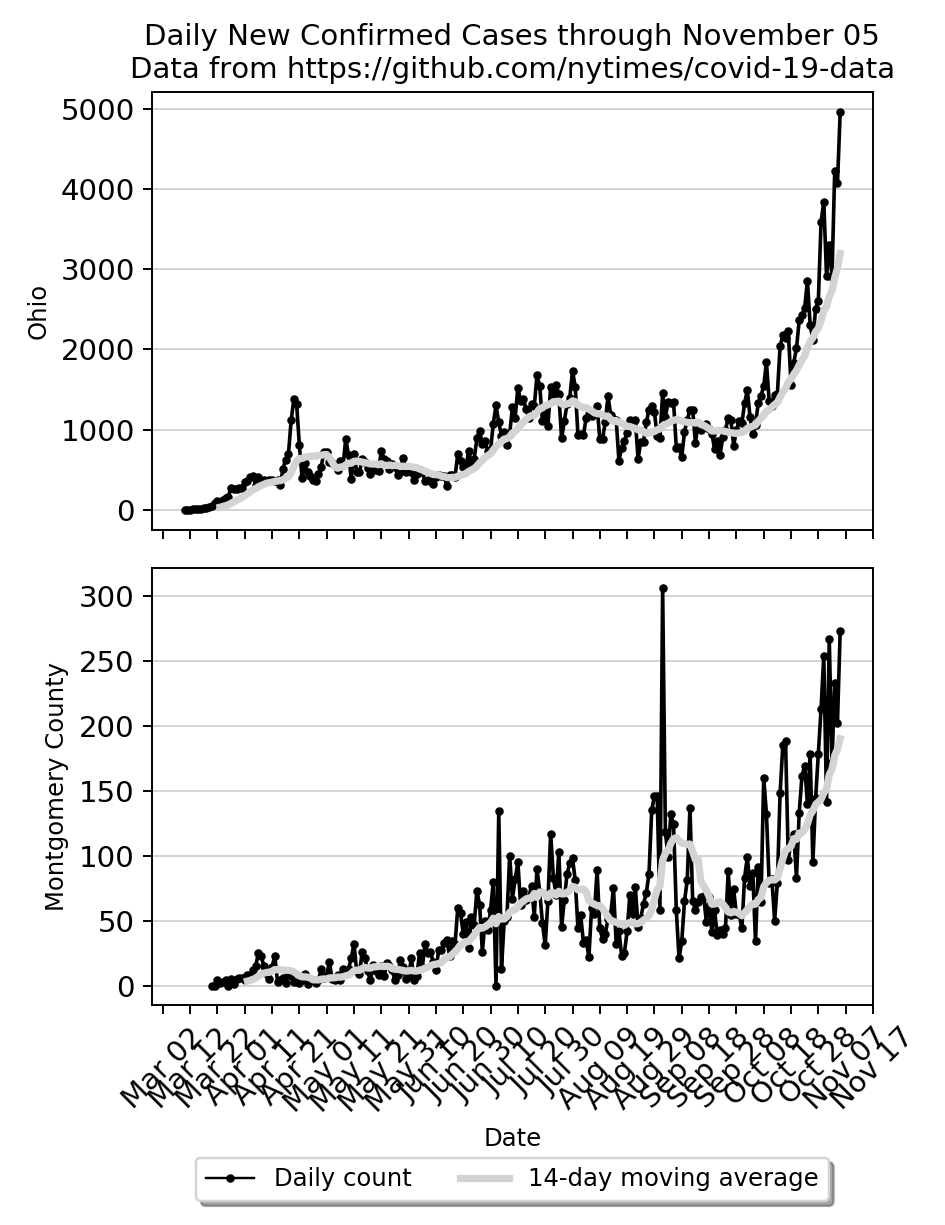 Daily New Confirmed Cases through November 05
Data from https://github.com/nytimes/covid-19-data
5000
4000
3000
2000
1000
0
Ohio
300
250
200
150
100
50
0
Montgomery County
Mar 02
Mar 12
Mar 22
Apr 01
Apr 11
Apr 21
May 01
May 11
May 21
May 31
Jun 10
Jun 20
Jun 30
Jul 10
Jul 20
Jul 30
Aug 09
Aug 19
Aug 29
Sep 08
Sep 18
Sep 28
Oct 08
Oct 18
Oct 28
Nov 07
Nov 17
Date
Daily count
14-day moving average